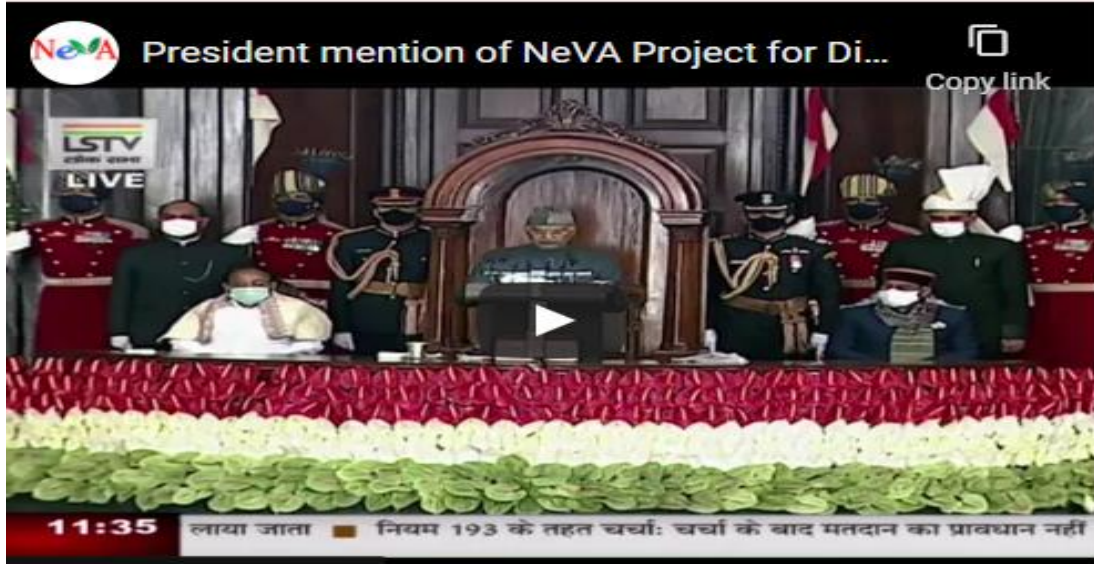 NeVA
President mention of NeVA Project for Di...
Copy link
LSTV
लोक सभा
LIVE
11:35
लाया जाता ■ नियम 193 के तहत चर्चा: चर्चा के बाद मतदान का प्रावधान नहीं